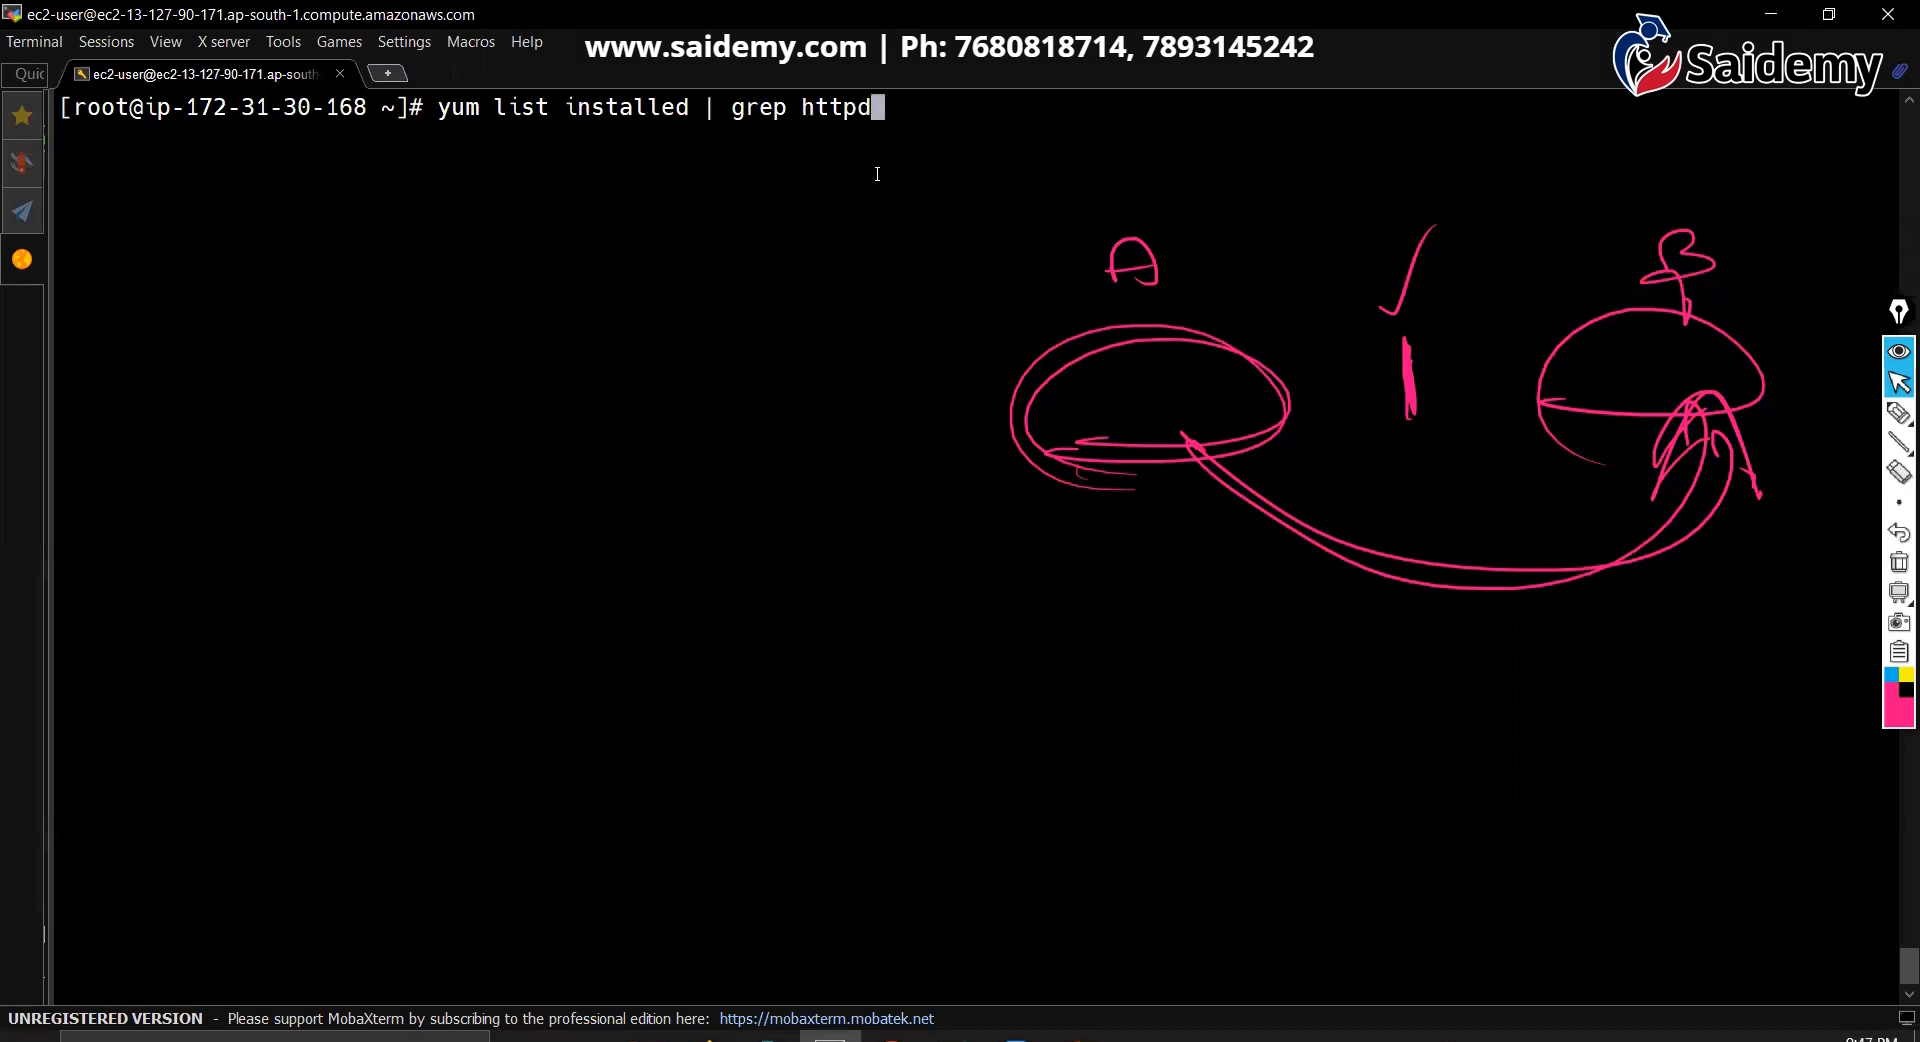 ec2-user@ec2-13-127-90-171.ap-south-1.compute.amazonaws.com
Terminal Sessions View X server Tools Games Settings Macros Help
www.saidemy.com | Ph: 7680818714, 7893145242
Saidemy
Quic
ec2-user@ec2-13-127-90-171.ap-south
[root@ip-172-31-30-168 ~]# yum list installed | grep httpd
A
B
UNREGISTERED VERSION - Please support MobaXterm by subscribing to the professional edition here: https://mobaxterm.mobatek.net